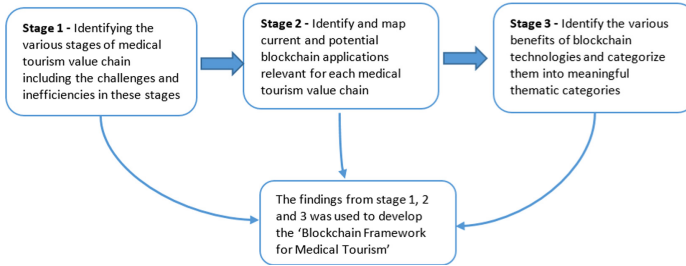 Stage 1 - Identifying the
various stages of medical
tourism value chain
including the challenges and
inefficiencies in these stages
Stage 2 - Identify and map
current and potential
blockchain applications
relevant for each medical
tourism value chain
Stage 3 - Identify the various
benefits of blockchain
technologies and categorize
them into meaningful
thematic categories
The findings from stage 1, 2
and 3 was used to develop
the ‘Blockchain Framework
for Medical Tourism’